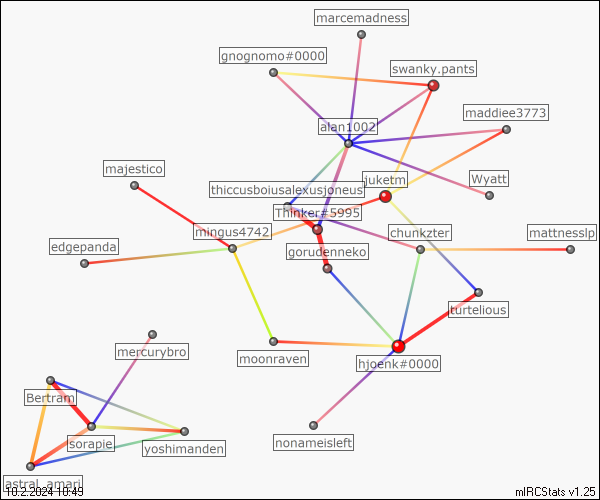 marcemadness
gnognomo#0000
swanky.pants
maddiee3773
alan1002
majestico
juketm
Wyatt
thiccusboiusalexusjoneus
Thinker#5995
mingus4742
chunkzter
mattnesslp
edgepanda
gorudenneko
turtelious
mercurybro
moonraven
hjoenk#0000
Bertram
sorapie
yoshimanden
nonameisleft
astral_amari
10.2.2024 10:49
mIRCStats v1.25